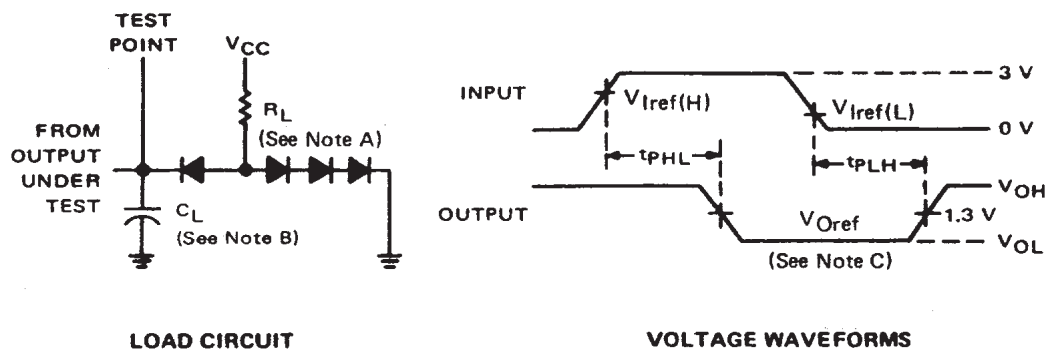 TEST
POINT
VCC
RL
(See Note A)
FROM
OUTPUT
UNDER
TEST
CL
(See Note B)
LOAD CIRCUIT
INPUT
VIref(H)
VIref(L)
3 V
0 V
tPHL
tPLH
OUTPUT
VOref
(See Note C)
VOH
1.3 V
VOL
VOLTAGE WAVEFORMS